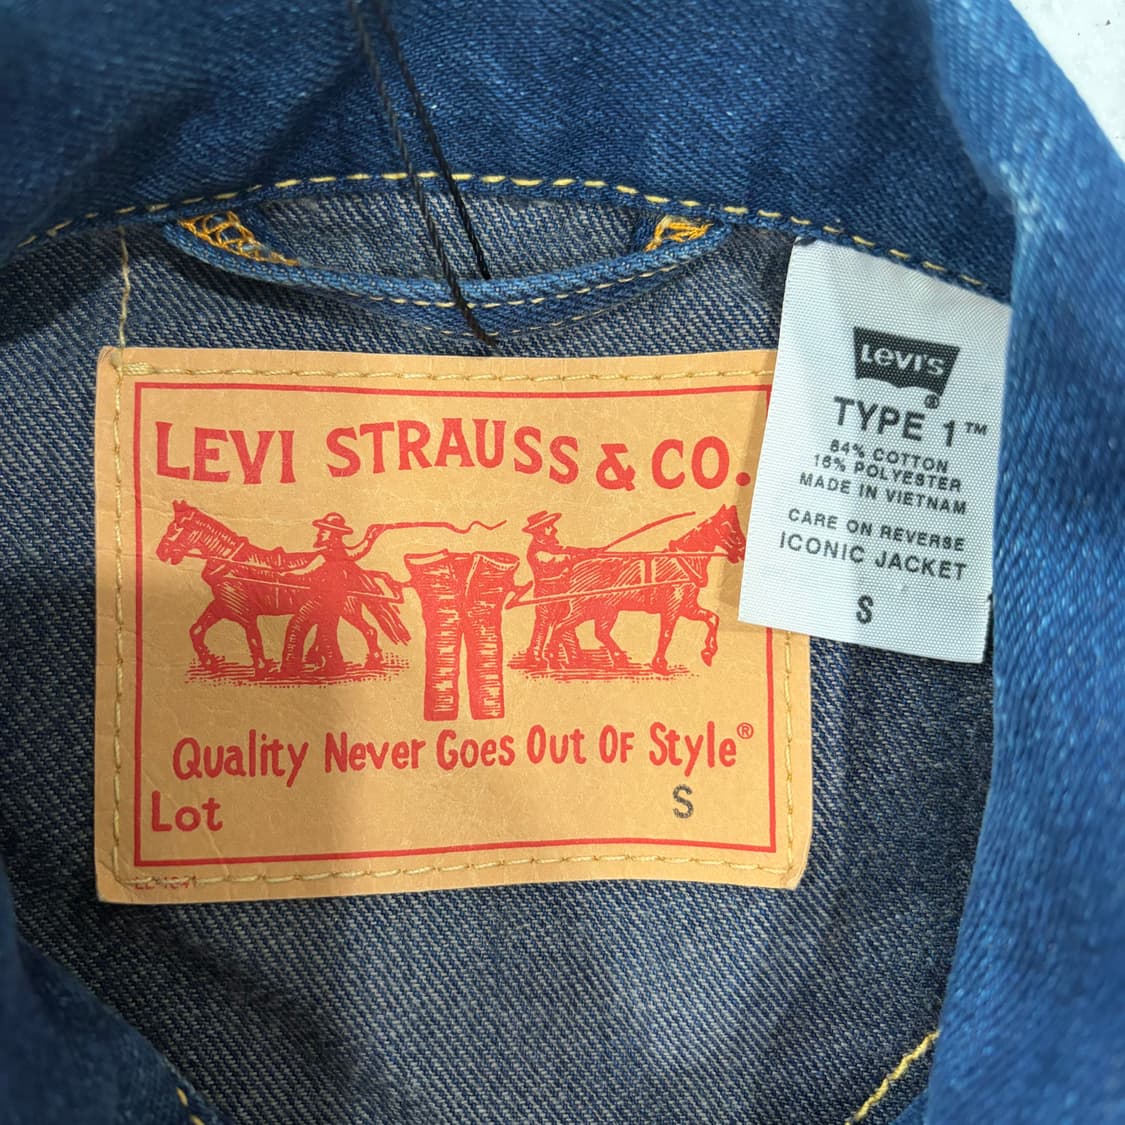 LEVI STRAUSS & CO.
Quality Never Goes Out Of Style®
Lot
S
LEVI'S
®
TYPE 1™
84% COTTON
16% POLYESTER
MADE IN VIETNAM
CARE ON REVERSE
ICONIC JACKET
S